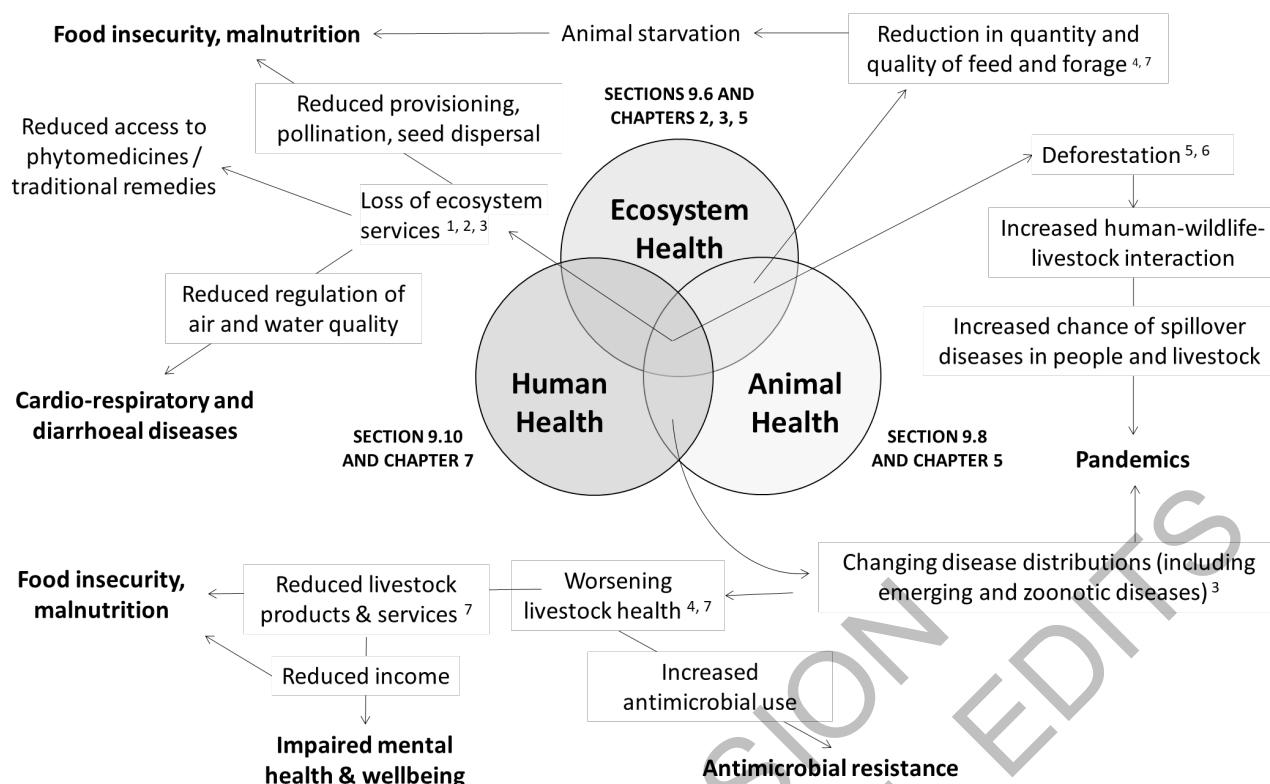 Food insecurity, malnutrition
Animal starvation
Reduction in quantity and
quality of feed and forage 4, 7
Reduced provisioning,
pollination, seed dispersal
SECTIONS 9.6 AND
CHAPTERS 2, 3, 5
Reduced access to
phytomedicines /
traditional remedies
Deforestation 5, 6
Loss of ecosystem
services 1, 2, 3
Ecosystem
Health
Increased human-wildlife-
livestock interaction
Reduced regulation of
air and water quality
Increased chance of spillover
diseases in people and livestock
Cardio-respiratory and
diarrhoeal diseases
Human
Health
Animal
Health
SECTION 9.10
AND CHAPTER 7
SECTION 9.8
AND CHAPTER 5
Pandemics
Changing disease distributions (including
emerging and zoonotic diseases) 3
Food insecurity,
malnutrition
Reduced livestock
products & services 7
Worsening
livestock health 4, 7
Reduced income
Increased
antimicrobial use
Impaired mental
health & wellbeing
Antimicrobial resistance
SION
EDITS